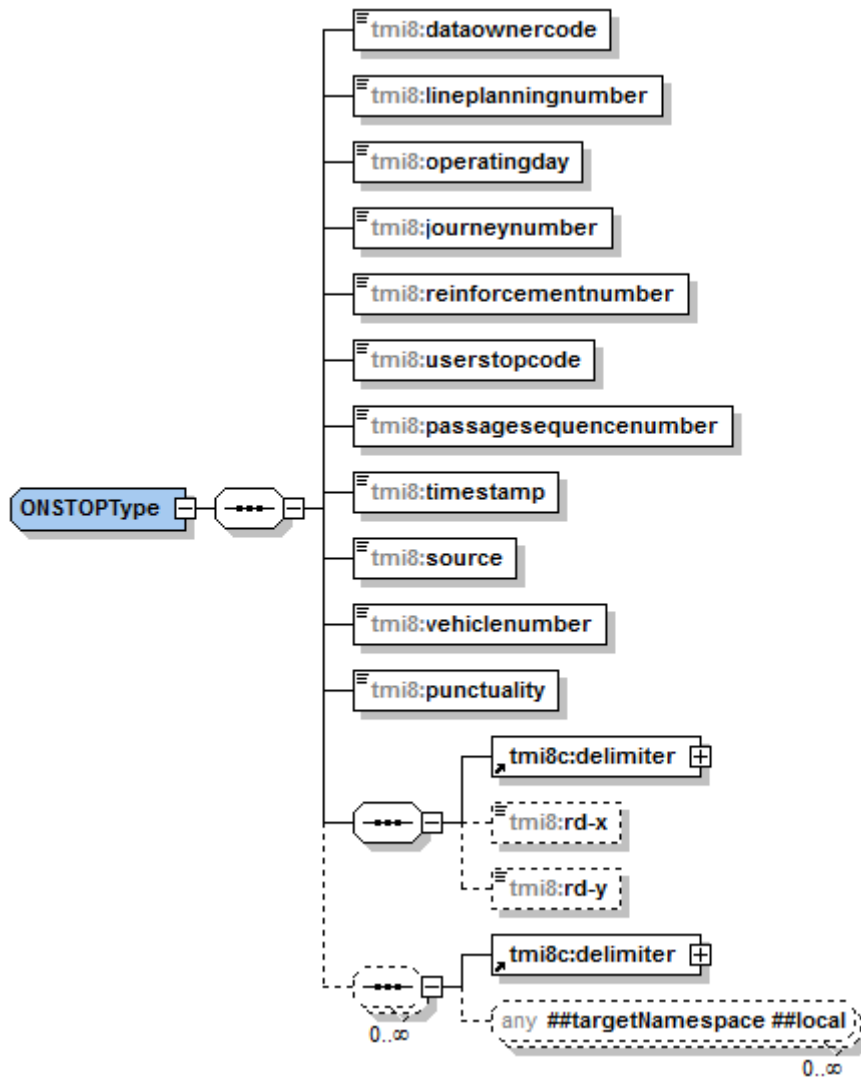 tmi8:dataownercode
tmi8:lineplanningnumber
tmi8:operatingday
tmi8:journeynumber
tmi8:reinforcementnumber
tmi8:userstopcode
tmi8:passagesequencenumber
ONSTOPType
tmi8:timestamp
tmi8:source
tmi8:vehiclenumber
tmi8:punctuality
tmi8c:delimiter
tmi8:rd-x
tmi8:rd-y
tmi8c:delimiter
any ##targetNamespace ##local
0..∞
0..∞